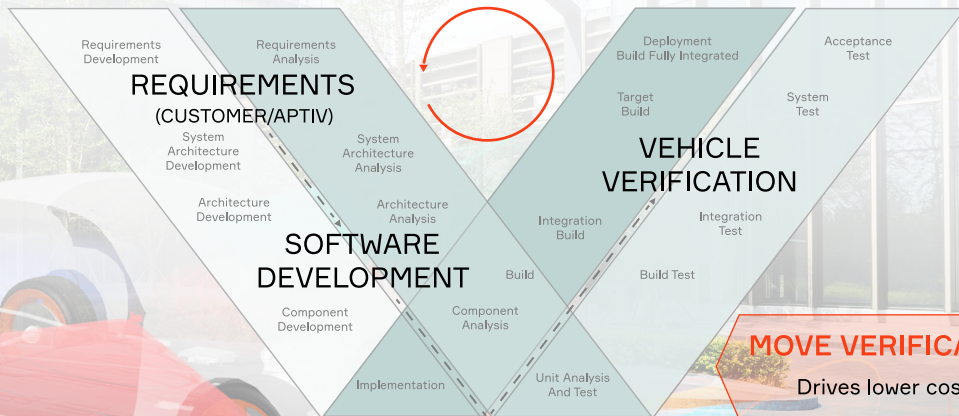 Requirements
Development
Requirements
Analysis
REQUIREMENTS
(CUSTOMER/APTIV)
System
Architecture
Development
System
Architecture
Analysis
Architecture
Development
Architecture
Analysis
SOFTWARE
DEVELOPMENT
Build
Component
Development
Component
Analysis
Implementation
Unit Analysis
And Test
Deployment
Build Fully Integrated
Target
Build
Acceptance
Test
System
Test
VEHICLE
VERIFICATION
Integration
Build
Integration
Test
Build Test
MOVE
Drives lower